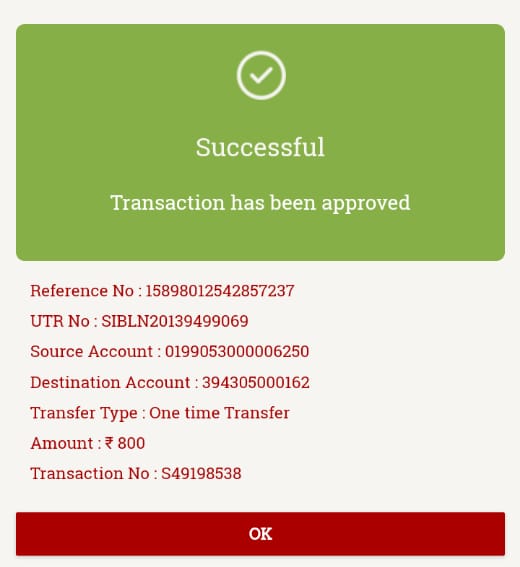 Successful
Transaction has been approved
Reference No : 15898012542857237
UTR No : SIBLN20139499069
Source Account : 0199053000006250
Destination Account : 394305000162
Transfer Type : One time Transfer
Amount : ₹ 800
Transaction No : S49198538
OK